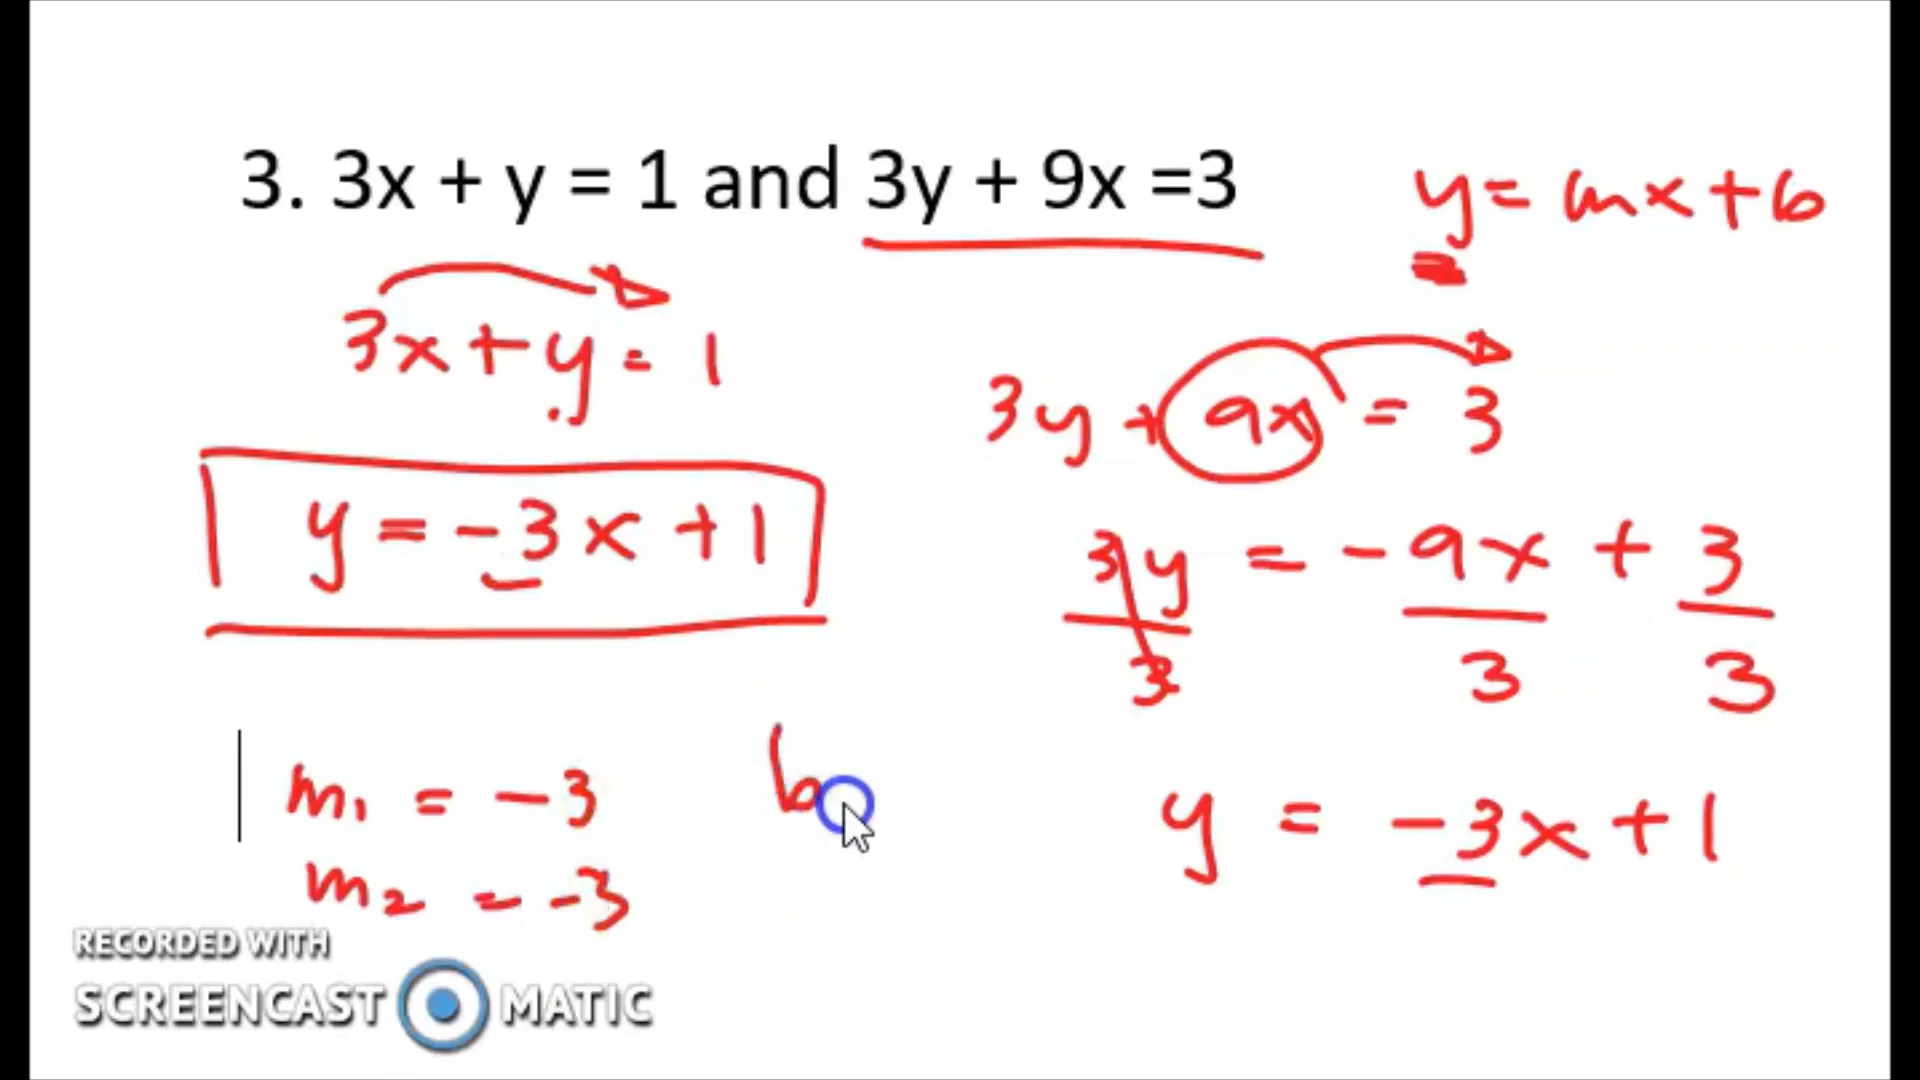 3. 3x + y = 1 and 3y + 9x =3
y = mx + b
3x + y = 1
3y + 9x = 3
y = -3x + 1
3y/3 = -9x/3 + 3/3
m₁ = -3
b
y = -3x + 1
m₂ = -3
RECORDED WITH
SCREENCAST MATIC